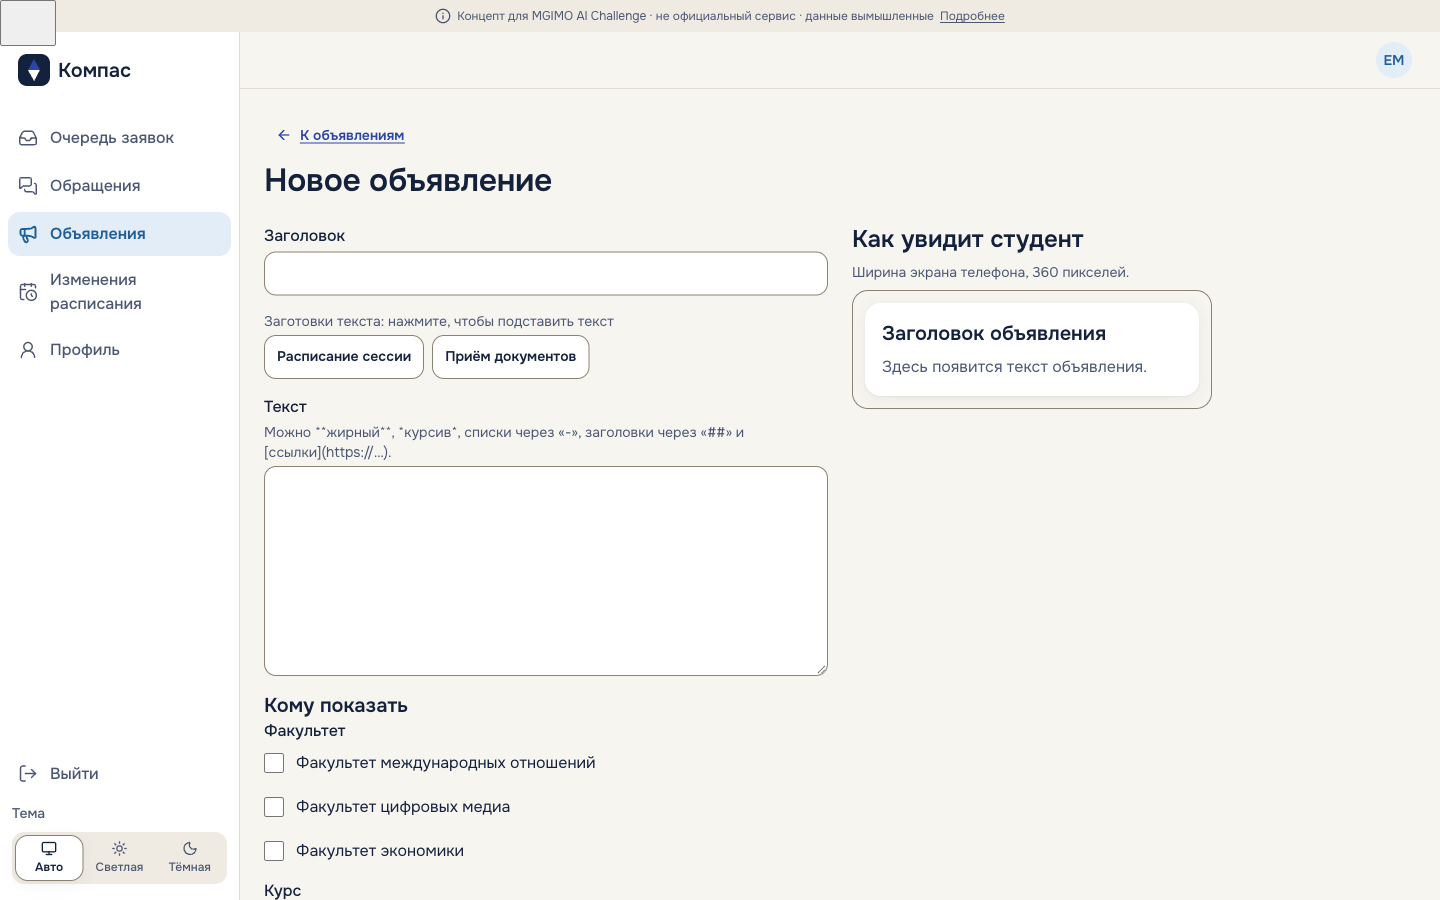 Концепт для MGIMO AI Challenge · не официальный сервис · данные вымышленные Подробнее
Компас
ЕМ
Очередь заявок
Обращения
Объявления
Изменения
расписания
Профиль
Выйти
Тема
Авто
Светлая
Тёмная
К объявлениям
Новое объявление
Заголовок
Заготовки текста: нажмите, чтобы подставить текст
Расписание сессии
Приём документов
Текст
Можно **жирный**, *курсив*, списки через «-», заголовки через «##» и
[ссылки](https://…).
Кому показать
Факультет
Факультет международных отношений
Факультет цифровых медиа
Факультет экономики
Курс
Как увидит студент
Ширина экрана телефона, 360 пикселей.
Заголовок объявления
Здесь появится текст объявления.